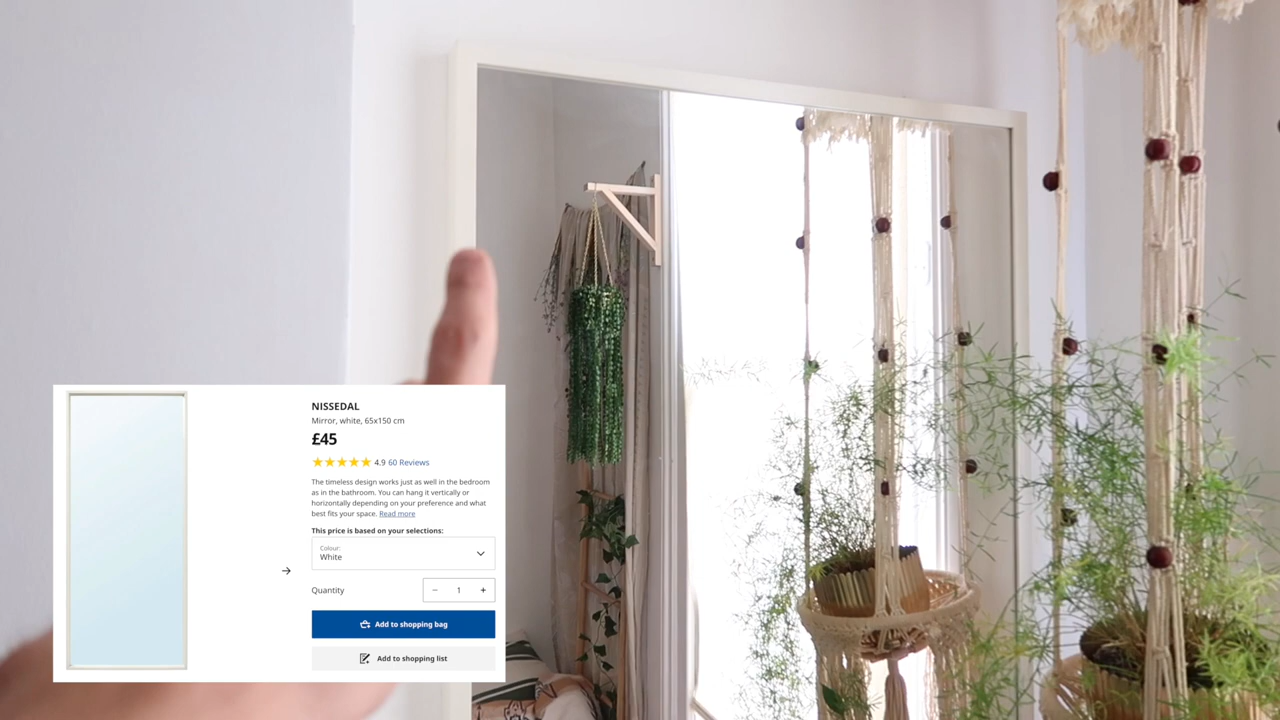 NISSEDAL
Mirror, white, 65x150 cm
£45
4.9 60 Reviews
The timeless design works just as well in the bedroom
as in the bathroom. You can hang it vertically or
horizontally depending on your preference and what
best fits your space. Read more
This price is based on your selections:
Colour:
White
Quantity
1
Add to shopping bag
Add to shopping list